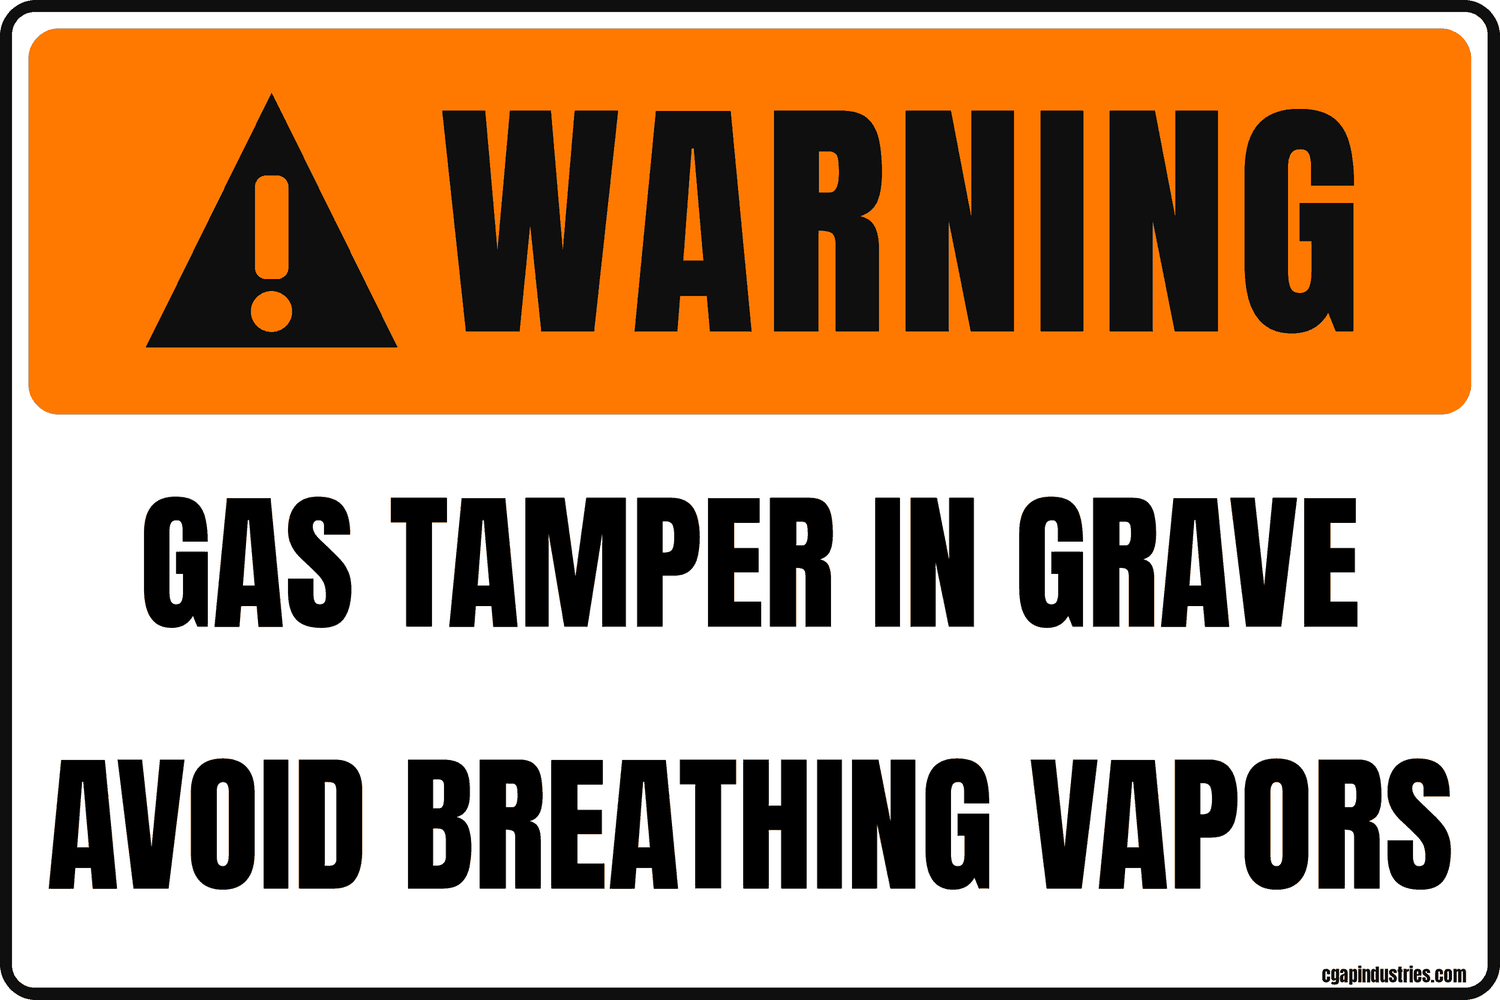 WARNING
GAS TAMPER IN GRAVE
AVOID BREATHING VAPORS
cgapindustries.com